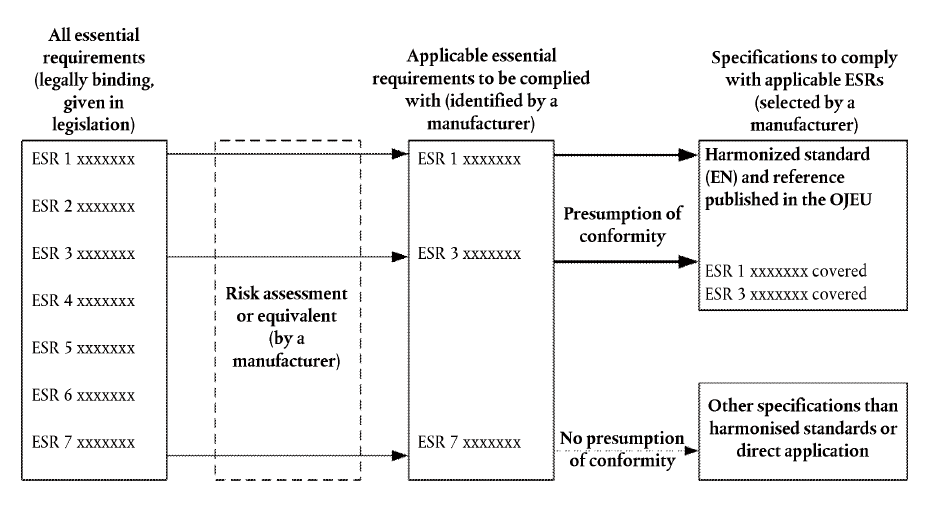 All essential
requirements
(legally binding,
given in
legislation)
ESR 1 xxxxxxx
ESR 2 xxxxxxx
ESR 3 xxxxxxx
ESR 4 xxxxxxx
ESR 5 xxxxxxx
ESR 6 xxxxxxx
ESR 7 xxxxxxx
Risk assessment
or equivalent
(by a
manufacturer)
Applicable essential
requirements to be complied
with (identified by a
manufacturer)
ESR 1 xxxxxxx
ESR 3 xxxxxxx
ESR 7 xxxxxxx
Presumption of
conformity
No presumption
of conformity
Specifications to comply
with applicable ESRs
(selected by a
manufacturer)
Harmonized standard
(EN) and reference
published in the OJEU
ESR 1 xxxxxxx covered
ESR 3 xxxxxxx covered
Other specifications than
harmonised standards or
direct application